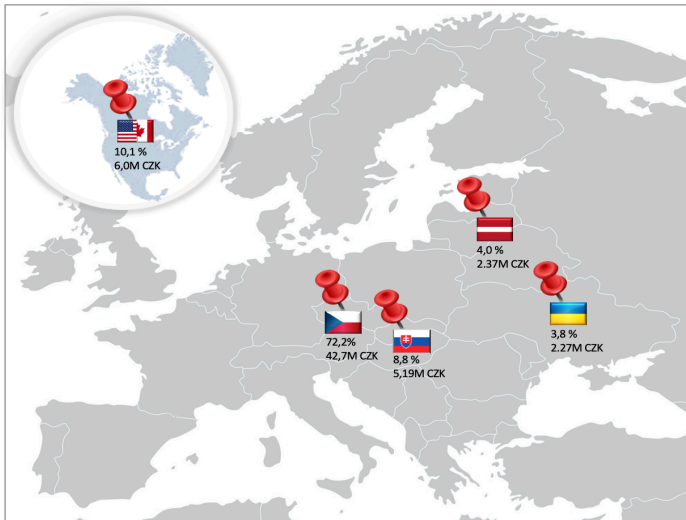 10,1 %
6,0M CZK
4,0 %
2.37M CZK
3,8 %
2.27M CZK
72,2%
42,7M CZK
8,8 %
5,19M CZK